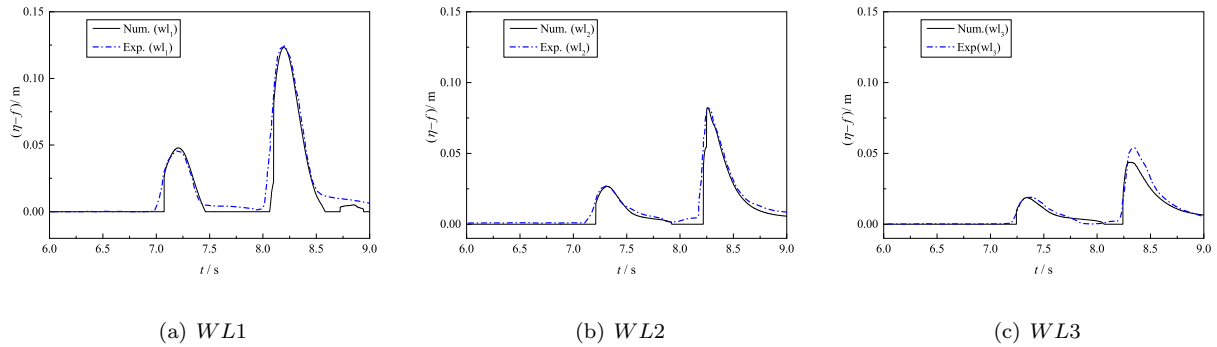 0.15
0.10
0.05
0.00
(η−f)/ m
Num. (wl1)
Exp. (wl1)
6.0 6.5 7.0 7.5 8.0 8.5 9.0
t / s
(a) WL1
0.15
0.10
0.05
0.00
(η−f)/ m
Num. (wl2)
Exp. (wl2)
6.0 6.5 7.0 7.5 8.0 8.5 9.0
t / s
(b) WL2
0.15
0.10
0.05
0.00
(η−f)/ m
Num.(wl3)
Exp(wl3)
6.0 6.5 7.0 7.5 8.0 8.5 9.0
t / s
(c) WL3